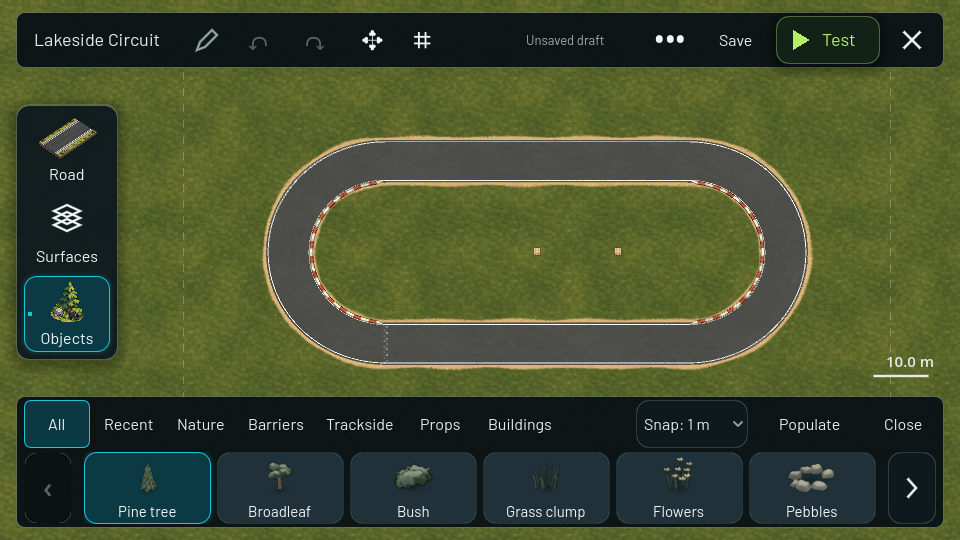 Lakeside Circuit
Unsaved draft
Save
Test
Road
Surfaces
Objects
10.0 m
All
Recent
Nature
Barriers
Trackside
Props
Buildings
Snap: 1 m
Populate
Close
Pine tree
Broadleaf
Bush
Grass clump
Flowers
Pebbles